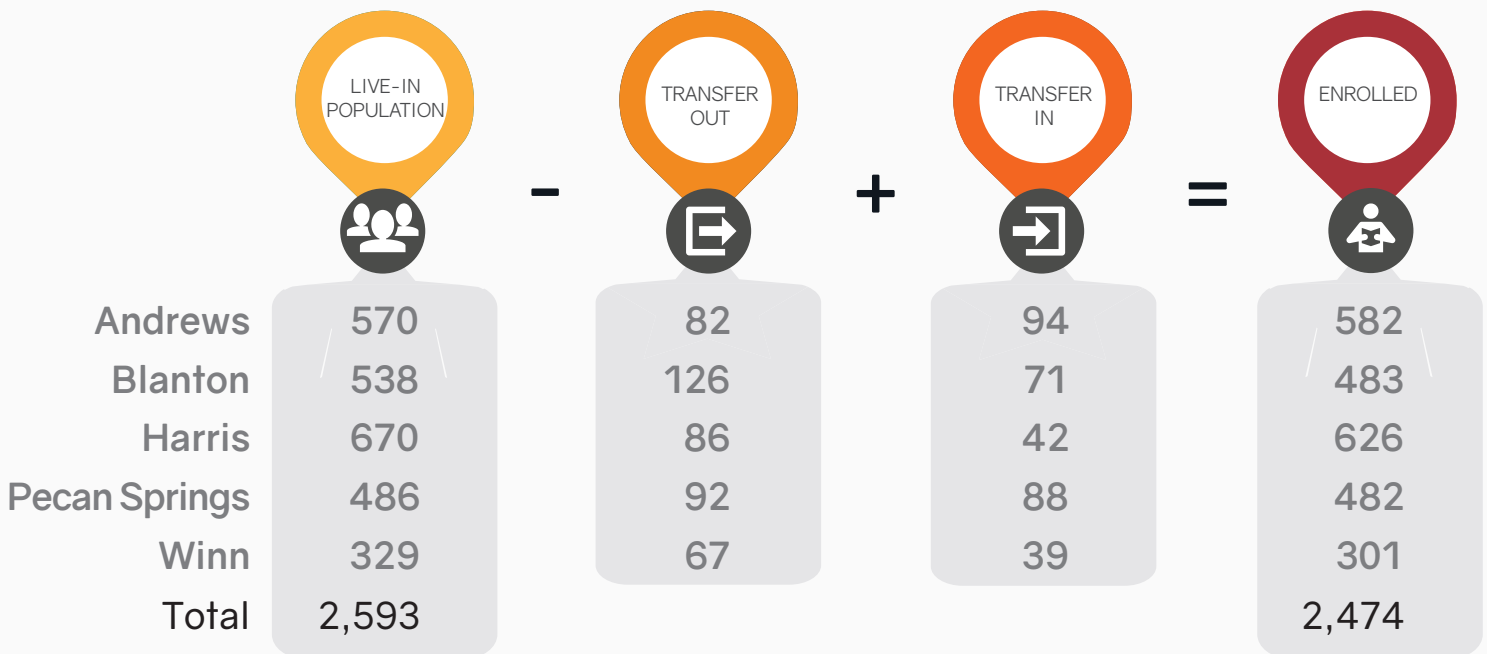 LIVE-IN
POPULATION
TRANSFER
OUT
TRANSFER
IN
ENROLLED
- + =
Andrews 570 82 94 582
Blanton 538 126 71 483
Harris 670 86 42 626
Pecan Springs 486 92 88 482
Winn 329 67 39 301
Total 2,593 2,474